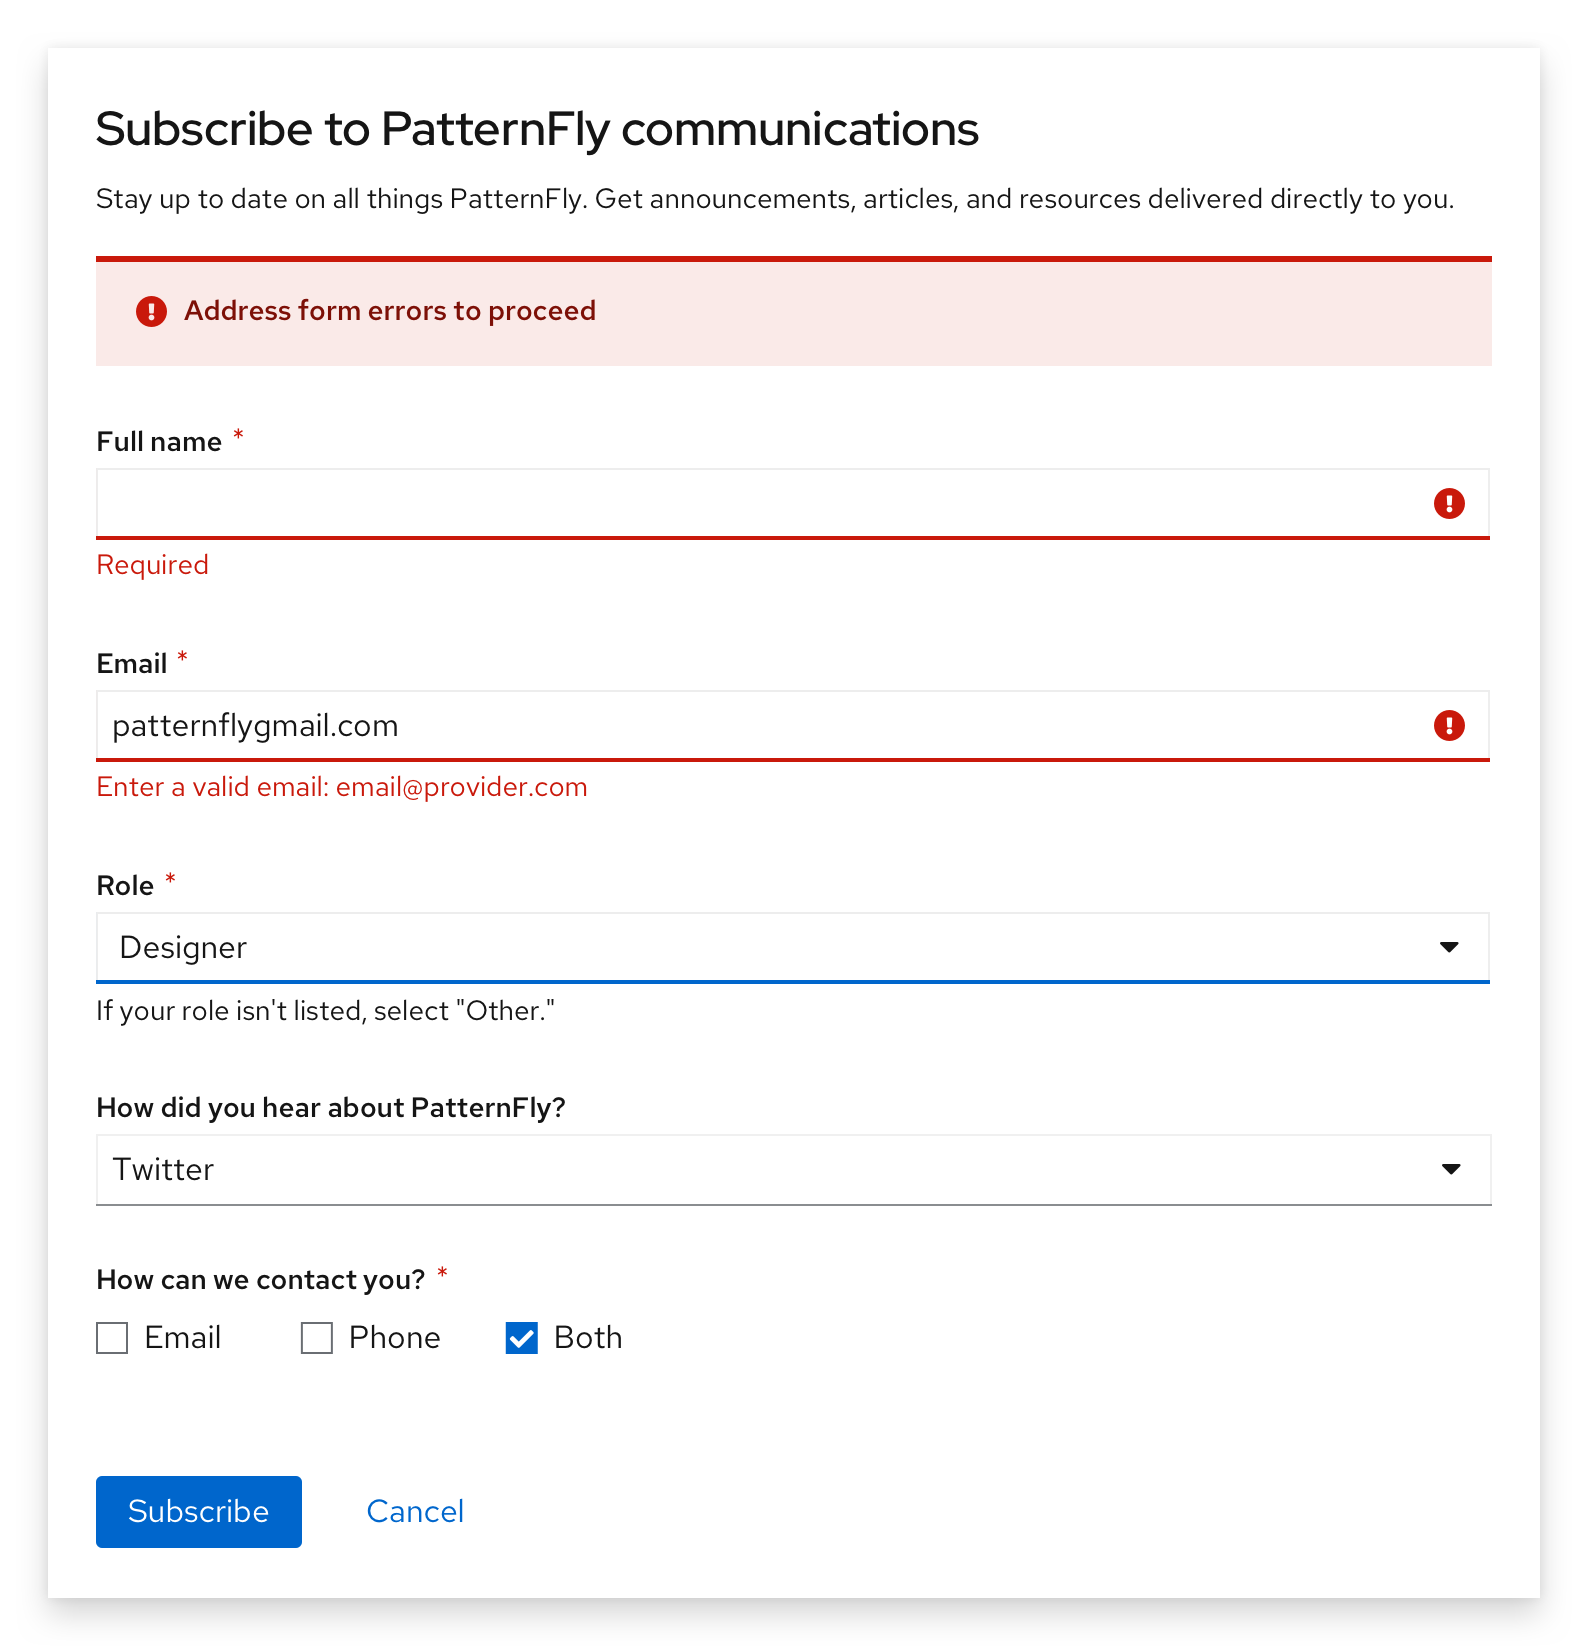 Subscribe to PatternFly communications
Stay up to date on all things PatternFly. Get announcements, articles, and resources delivered directly to you.
Address form errors to proceed
Full name *
Required
Email *
patternflygmail.com
Enter a valid email: email@provider.com
Role *
Designer
If your role isn't listed, select "Other."
How did you hear about PatternFly?
Twitter
How can we contact you? *
Email Phone Both
Subscribe Cancel